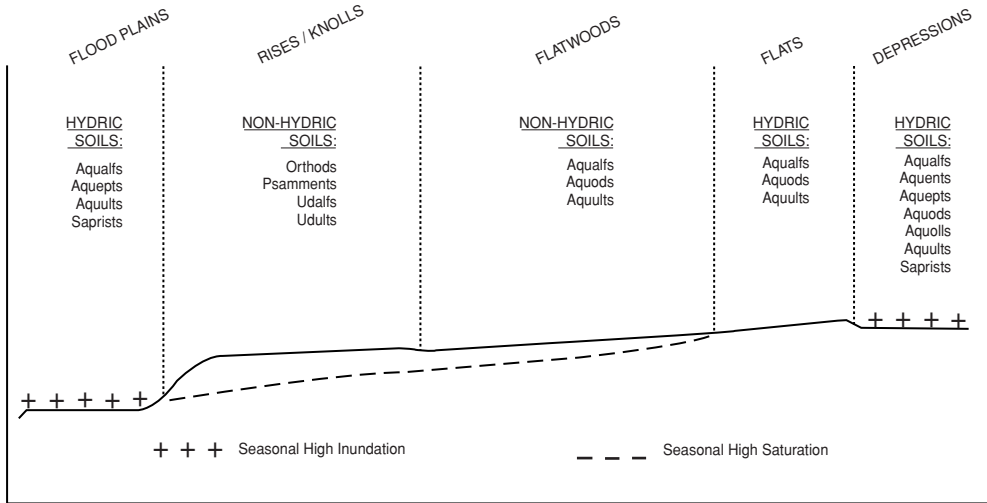 FLOOD PLAINS
RISES / KNOLLS
FLATWOODS
FLATS
DEPRESSIONS
HYDRIC
SOILS:
Aqualfs
Aquepts
Aquults
Saprists
NON-HYDRIC
SOILS:
Orthods
Psamments
Udalfs
Udults
NON-HYDRIC
SOILS:
Aqualfs
Aquods
Aquults
HYDRIC
SOILS:
Aqualfs
Aquods
Aquults
HYDRIC
SOILS:
Aqualfs
Aquents
Aquepts
Aquods
Aquolls
Aquults
Saprists
+ + + + +
+ + + +
+ + + Seasonal High Inundation
Seasonal High Saturation